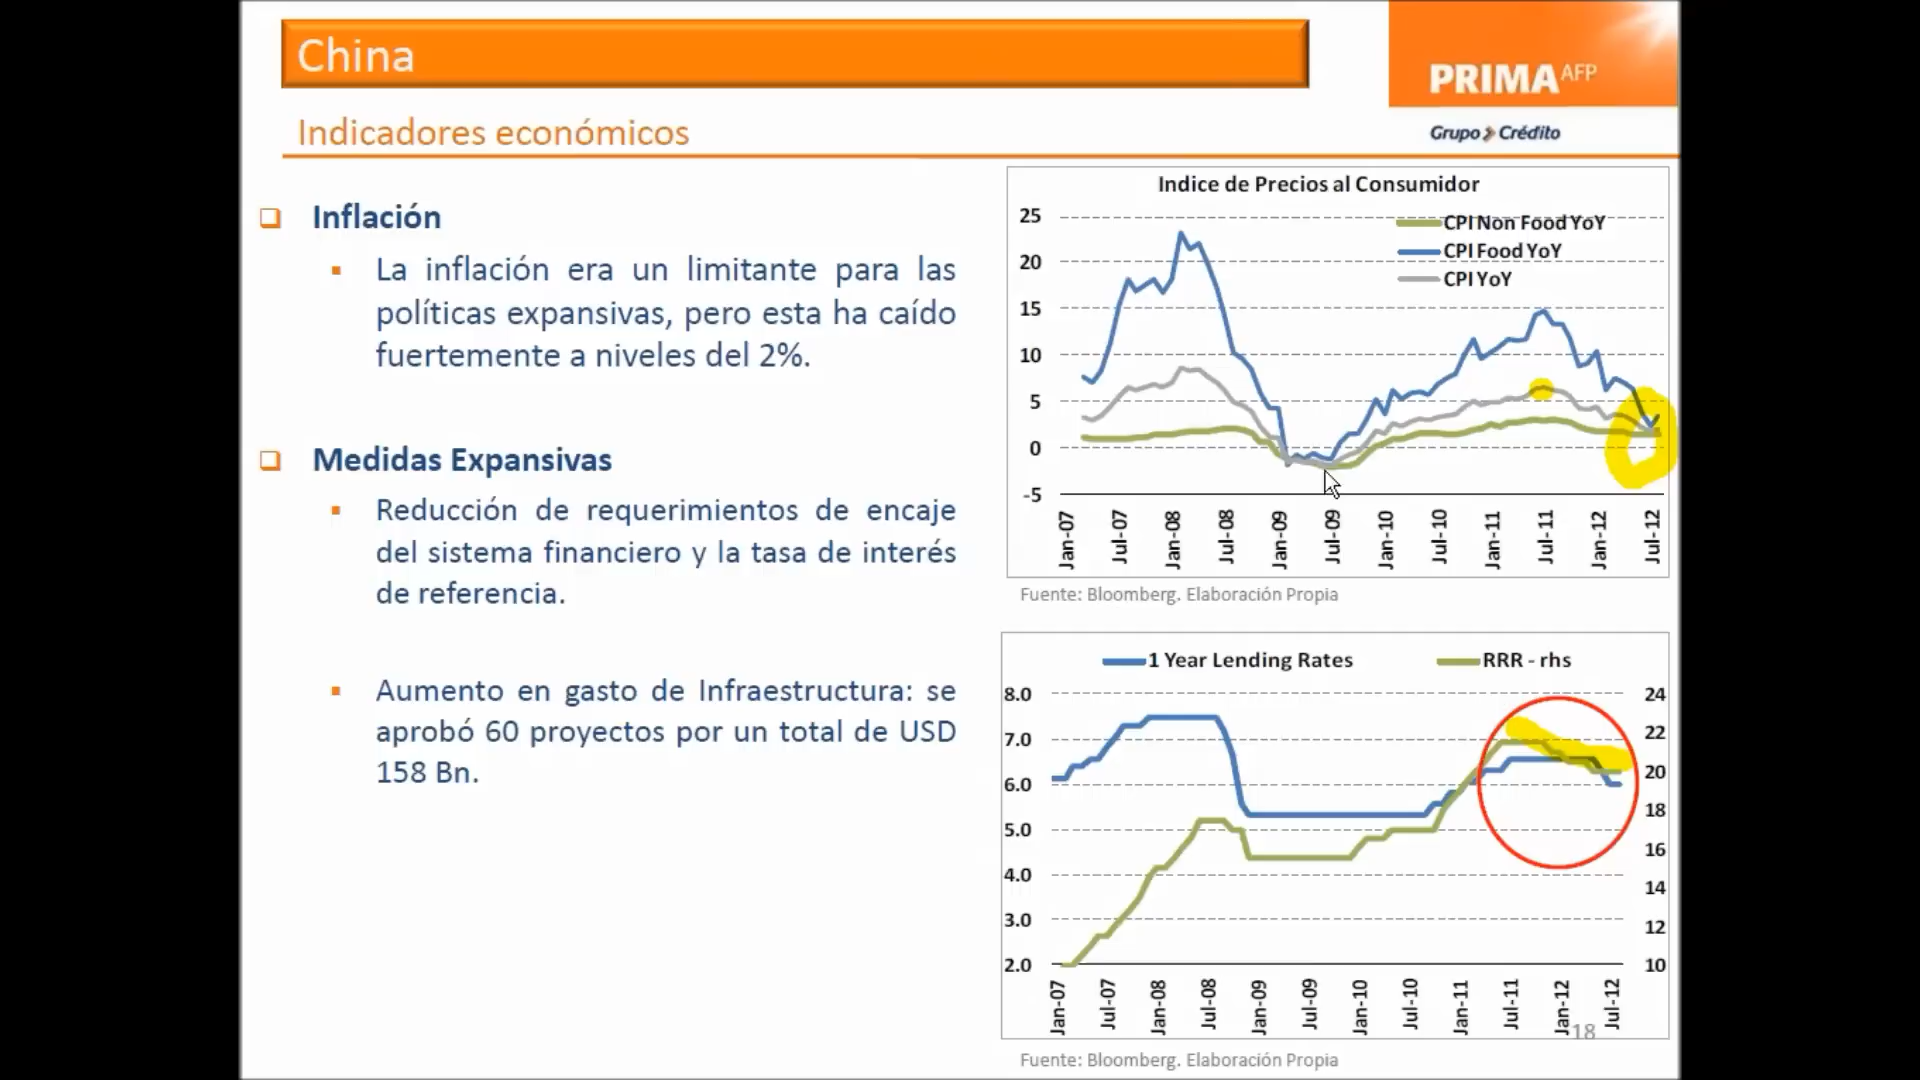 China
PRIMA AFP
Grupo Crédito
Indicadores económicos
Inflación
La inflación era un limitante para las
políticas expansivas, pero esta ha caído
fuertemente a niveles del 2%.
Medidas Expansivas
Reducción de requerimientos de encaje
del sistema financiero y la tasa de interés
de referencia.
Aumento en gasto de Infraestructura: se
aprobó 60 proyectos por un total de USD
158 Bn.
Indice de Precios al Consumidor
CPI Non Food YoY
CPI Food YoY
CPI YoY
25
20
15
10
5
0
-5
Jan-07 Jul-07 Jan-08 Jul-08 Jan-09 Jul-09 Jan-10 Jul-10 Jan-11 Jul-11 Jan-12 Jul-12
Fuente: Bloomberg. Elaboración Propia
1 Year Lending Rates RRR - rhs
8.0 24
7.0 22
6.0 20
5.0 18
4.0 16
3.0 14
2.0 12
10
Jan-07 Jul-07 Jan-08 Jul-08 Jan-09 Jul-09 Jan-10 Jul-10 Jan-11 Jul-11 Jan-12 Jul-12
18
Fuente: Bloomberg. Elaboración Propia